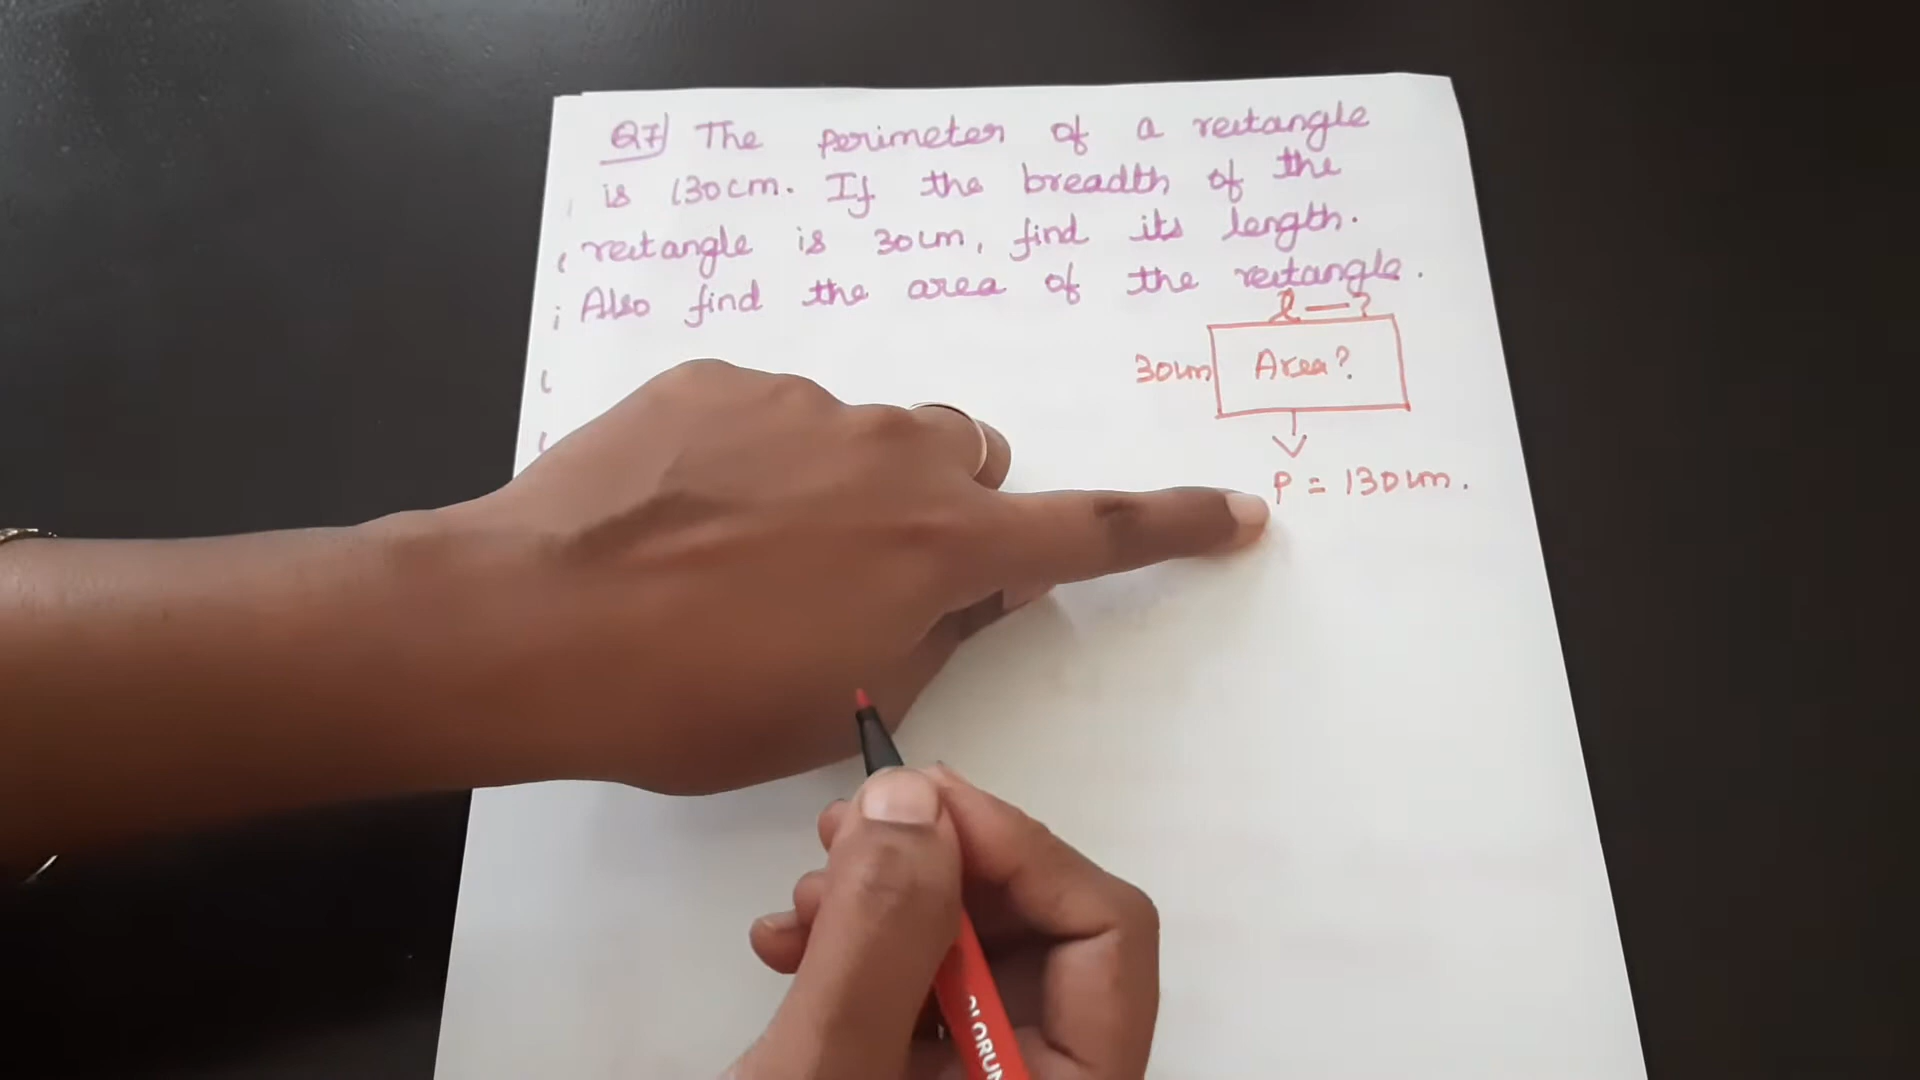 Q7) The perimeter of a rectangle
is 130cm. If the breadth of the
rectangle is 30cm, find its length.
Also find the area of the rectangle.
l — ?
30cm Area?
P = 130cm.